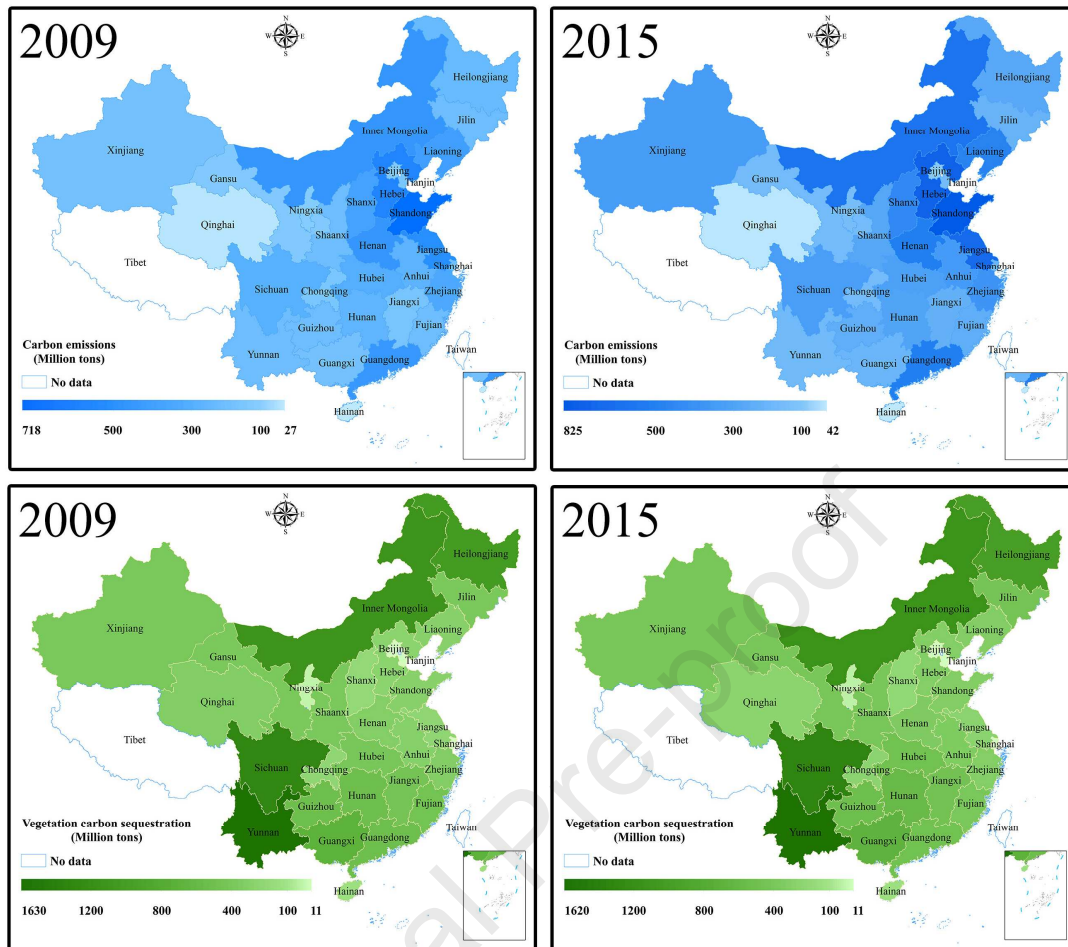 2009
N
W E
S
Heilongjiang
Jilin
Inner Mongolia
Liaoning
Xinjiang
Gansu
Beijing
Tianjin
Hebei
Ningxia
Shanxi
Shandong
Qinghai
Shaanxi
Henan
Jiangsu
Tibet
Shanghai
Hubei
Anhui
Sichuan
Chongqing
Zhejiang
Jiangxi
Hunan
Guizhou
Fujian
Carbon emissions
(Million tons)
Yunnan
Guangxi
Guangdong
Taiwan
No data
Hainan
718 500 300 100 27
2015
N
W E
S
Heilongjiang
Jilin
Inner Mongolia
Liaoning
Xinjiang
Gansu
Beijing
Tianjin
Hebei
Ningxia
Shanxi
Shandong
Qinghai
Shaanxi
Henan
Jiangsu
Tibet
Shanghai
Hubei
Anhui
Sichuan
Chongqing
Zhejiang
Jiangxi
Hunan
Guizhou
Fujian
Carbon emissions
(Million tons)
Yunnan
Guangxi
Guangdong
Taiwan
No data
Hainan
825 500 300 100 42
2009
N
W E
S
Heilongjiang
Jilin
Inner Mongolia
Liaoning
Xinjiang
Gansu
Beijing
Tianjin
Hebei
Ningxia
Shanxi
Shandong
Qinghai
Shaanxi
Henan
Jiangsu
Tibet
Shanghai
Hubei
Anhui
Sichuan
Chongqing
Zhejiang
Jiangxi
Hunan
Guizhou
Fujian
Vegetation carbon sequestration
(Million tons)
Yunnan
Guangxi
Guangdong
Taiwan
No data
Hainan
1630 1200 800 400 100 11
2015
N
W E
S
Heilongjiang
Jilin
Inner Mongolia
Liaoning
Xinjiang
Gansu
Beijing
Tianjin
Hebei
Ningxia
Shanxi
Shandong
Qinghai
Shaanxi
Henan
Jiangsu
Tibet
Shanghai
Hubei
Anhui
Sichuan
Chongqing
Zhejiang
Jiangxi
Hunan
Guizhou
Fujian
Vegetation carbon sequestration
(Million tons)
Yunnan
Guangxi
Guangdong
Taiwan
No data
Hainan
1620 1200 800 400 100 11
al Pre-proof